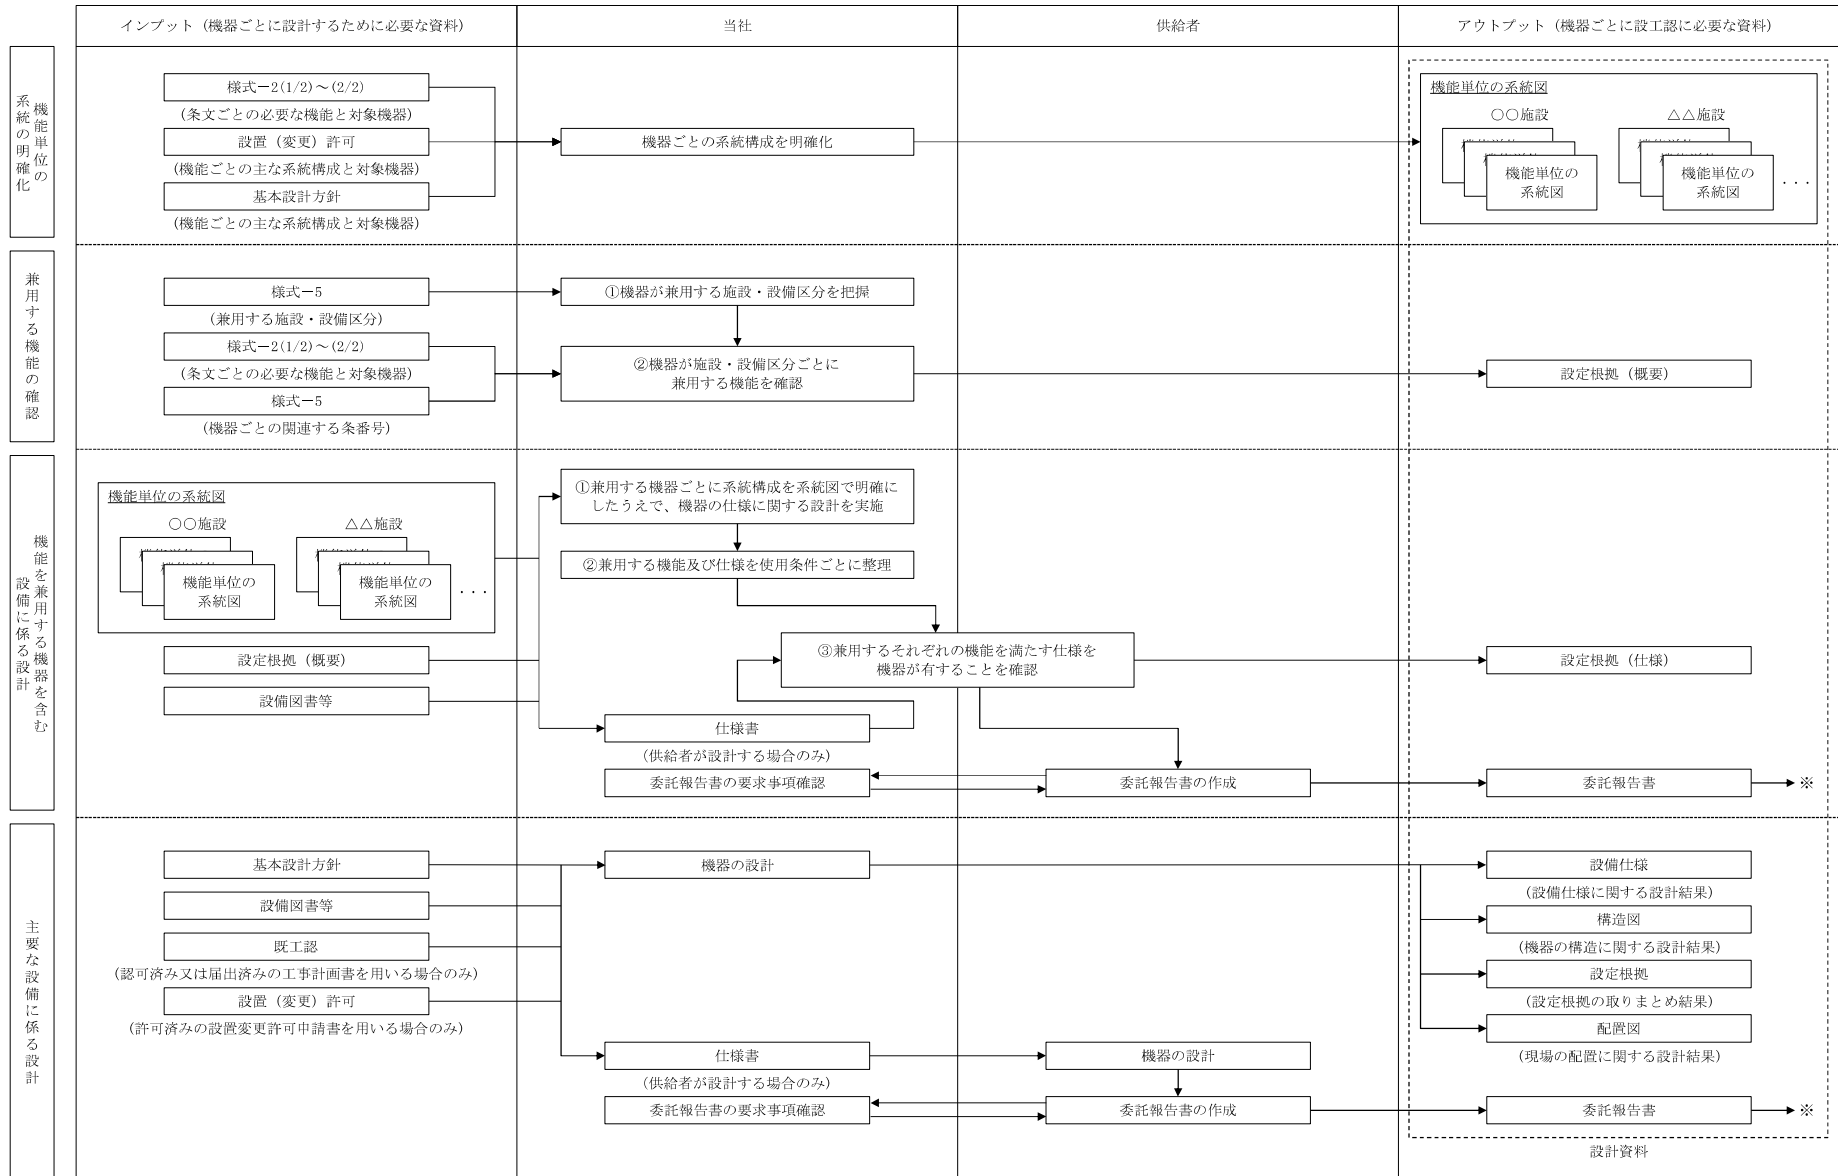 インプット（機器ごとに設計するために必要な資料）
当社
供給者
アウトプット（機器ごとに設工認に必要な資料）
機能単位の
系統の明確化
様式－2(1/2)～(2/2)
(条文ごとの必要な機能と対象機器)
設置（変更）許可
(機能ごとの主な系統構成と対象機器)
基本設計方針
(機能ごとの主な系統構成と対象機器)
機器ごとの系統構成を明確化
機能単位の系統図
○○施設
△△施設
機能単位の
系統図
機能単位の
系統図
・・・
兼用する機能の確認
様式－5
(兼用する施設・設備区分)
様式－2(1/2)～(2/2)
(条文ごとの必要な機能と対象機器)
様式－5
(機器ごとの関連する条番号)
①機器が兼用する施設・設備区分を把握
②機器が施設・設備区分ごとに
兼用する機能を確認
設定根拠（概要）
機能を兼用する機器を含む
設備に係る設計
機能単位の系統図
○○施設
△△施設
機能単位の
系統図
機能単位の
系統図
・・・
設定根拠（概要）
設備図書等
①兼用する機器ごとに系統構成を系統図で明確に
したうえで、機器の仕様に関する設計を実施
②兼用する機能及び仕様を使用条件ごとに整理
③兼用するそれぞれの機能を満たす仕様を
機器が有することを確認
仕様書
(供給者が設計する場合のみ)
委託報告書の要求事項確認
委託報告書の作成
設定根拠（仕様）
委託報告書
※
主要な設備に係る設計
基本設計方針
設備図書等
既工認
(認可済み又は届出済みの工事計画書を用いる場合のみ)
設置（変更）許可
(許可済みの設置変更許可申請書を用いる場合のみ)
機器の設計
仕様書
(供給者が設計する場合のみ)
委託報告書の要求事項確認
機器の設計
委託報告書の作成
設備仕様
(設備仕様に関する設計結果)
構造図
(機器の構造に関する設計結果)
設定根拠
(設定根拠の取りまとめ結果)
配置図
(現場の配置に関する設計結果)
委託報告書
※
設計資料